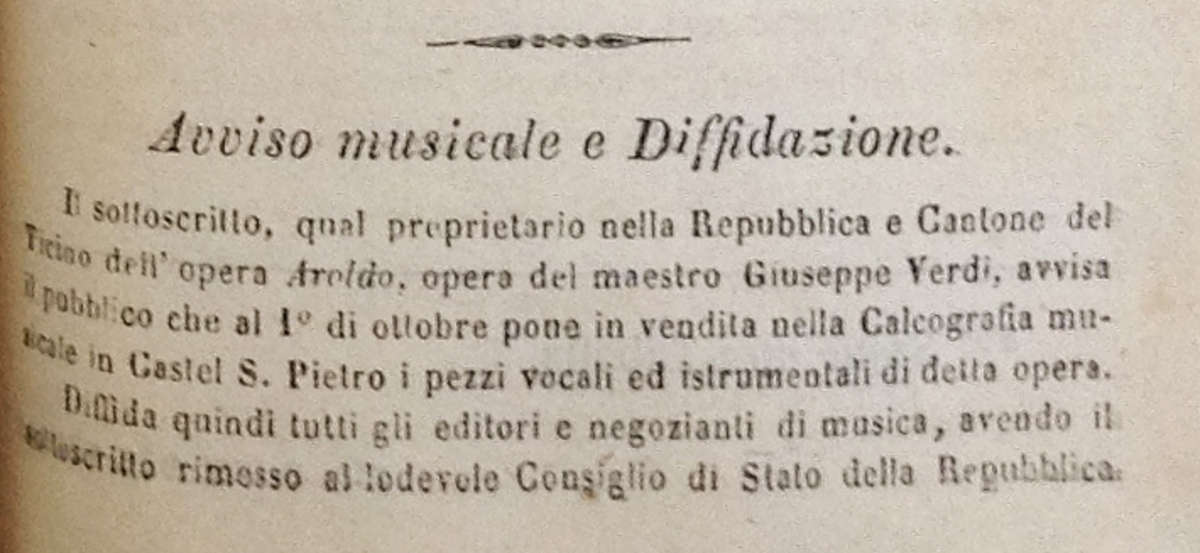 Avviso musicale e Diffidazione.
Il sottoscritto, qual proprietario nella Repubblica e Cantone del
Ticino dell' opera Aroldo, opera del maestro Giuseppe Verdi, avvisa
il pubblico che al 1º di ottobre pone in vendita nella Calcografia mu-
sicale in Castel S. Pietro i pezzi vocali ed istrumentali di detta opera.
Diffida quindi tutti gli editori e negozianti di musica, avendo il
sottoscritto rimesso al lodevole Consiglio di Stato della Repubblica